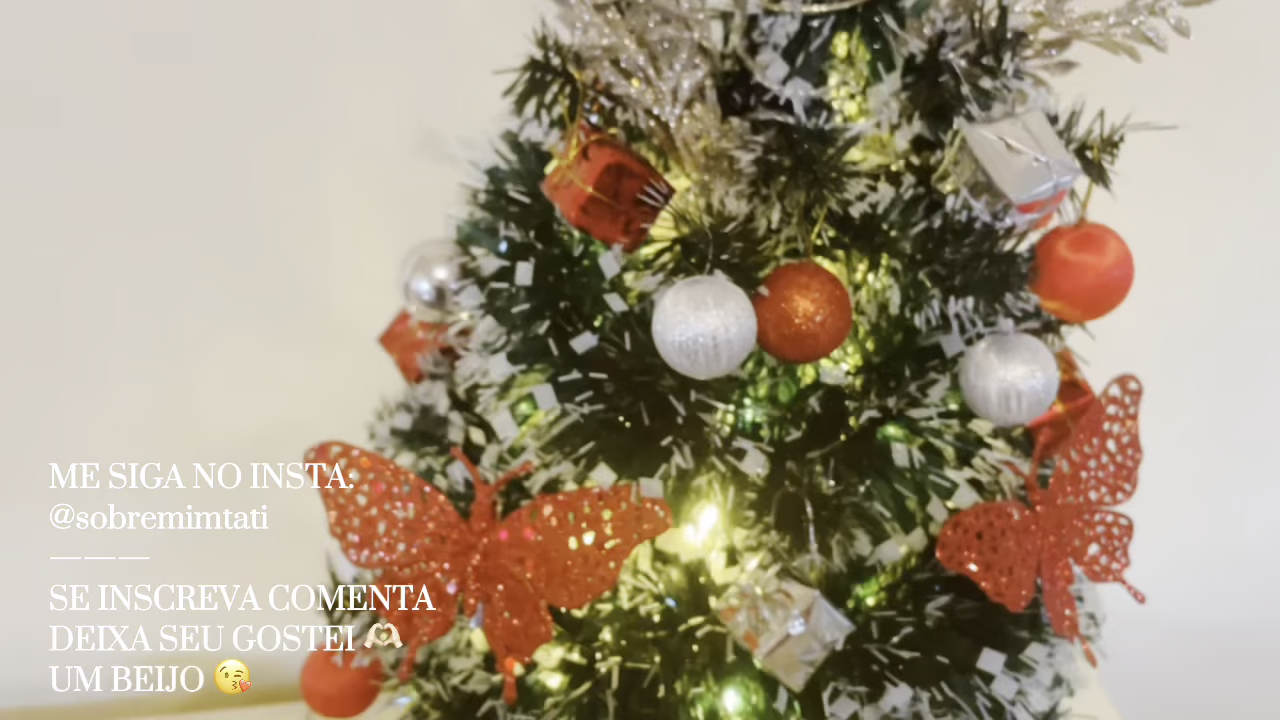 ME SIGA NO INSTA:
@sobremimtati
———
SE INSCREVA COMENTA
DEIXA SEU GOSTEI 🫶
UM BEIJO 😘